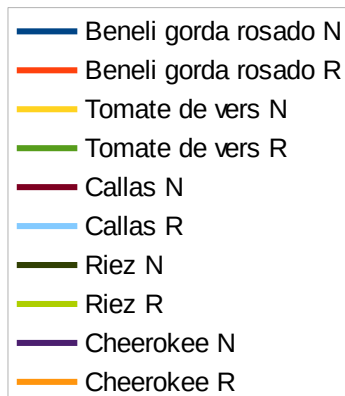 Beneli gorda rosado N
Beneli gorda rosado R
Tomate de vers N
Tomate de vers R
Callas N
Callas R
Riez N
Riez R
Cheerokee N
Cheerokee R